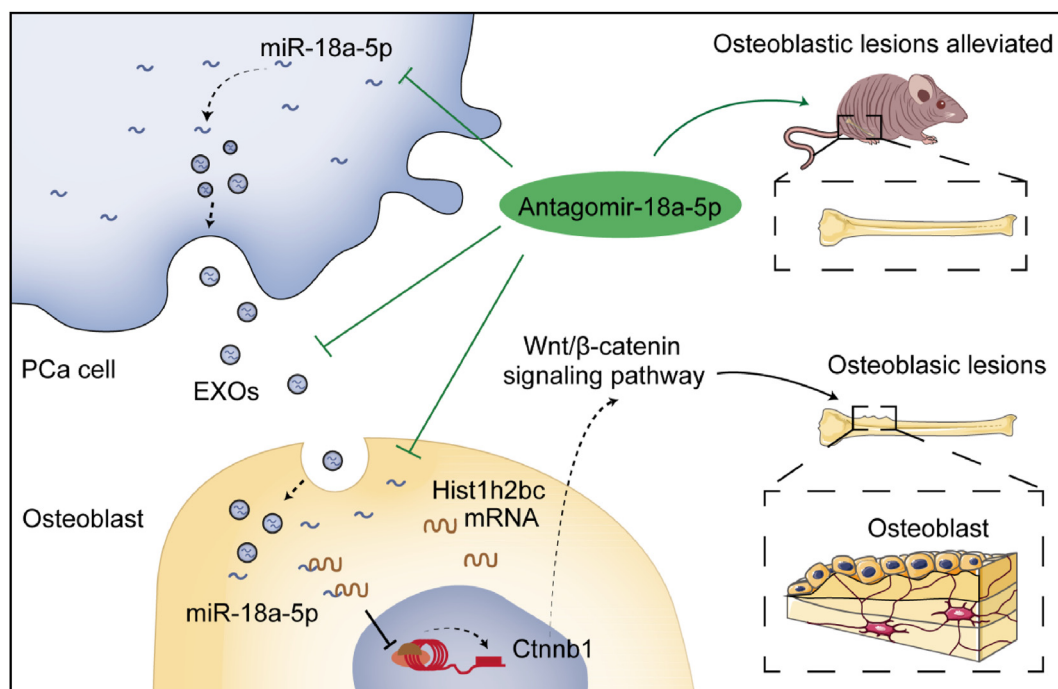 miR-18a-5p
Osteoblastic lesions alleviated
Antagomir-18a-5p
PCa cell
EXOs
Wnt/β-catenin
signaling pathway
Osteoblasic lesions
Osteoblast
Hist1h2bc
mRNA
miR-18a-5p
Ctnnb1
Osteoblast